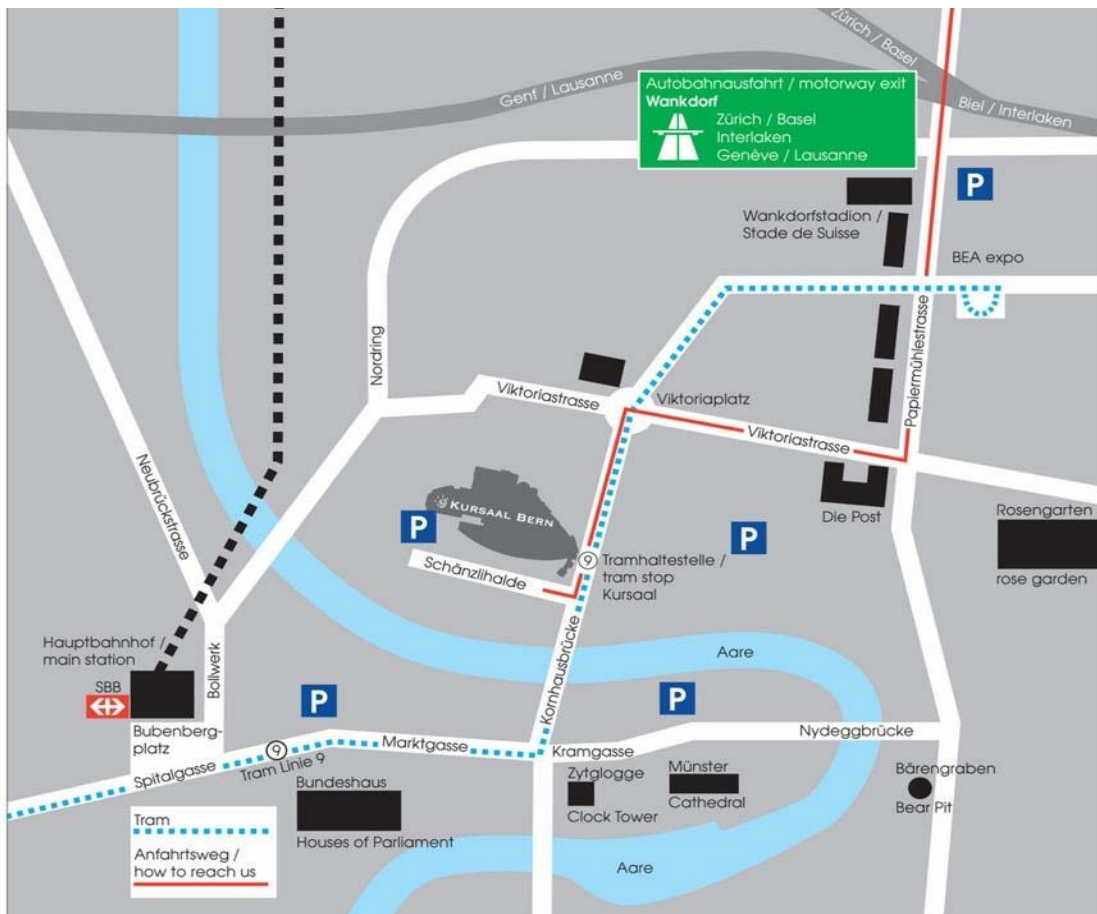 Zürich / Basel
Genf / Lausanne
Biel / Interlaken
Autobahnausfahrt / motorway exit
Wankdorf
Zürich / Basel
Interlaken
Genève / Lausanne
P
Wankdorfstadion /
Stade de Suisse
BEA expo
Nordring
Papiermühlestrasse
Viktoriastrasse
Viktoriaplatz
Viktoriastrasse
Neubrückstrasse
KURSAAL BERN
P
P
Die Post
Rosengarten
rose garden
9
Tramhaltestelle /
tram stop
Kursaal
Schänzlihalde
Hauptbahnhof /
main station
SBB
Bollwerk
Kornhausbrücke
Aare
P
P
Bubenberg-
platz
Spitalgasse
9
Tram Linie 9
Marktgasse
Kramgasse
Nydeggbrücke
Bundeshaus
Houses of Parliament
Zytglogge
Clock Tower
Münster
Cathedral
Bärengraben
Bear Pit
Aare
Tram
Anfahrtsweg /
how to reach us